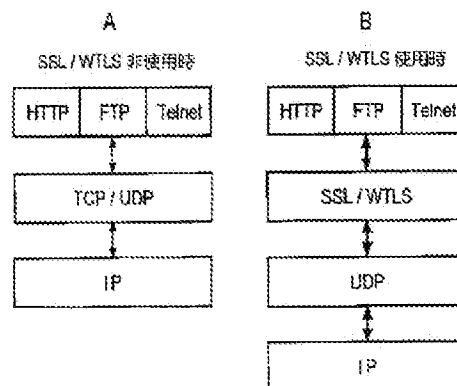 A
SSL / WTLS 非使用時
HTTP FTP Telnet
TCP / UDP
IP
B
SSL / WTLS 使用時
HTTP FTP Telnet
SSL / WTLS
UDP
IP